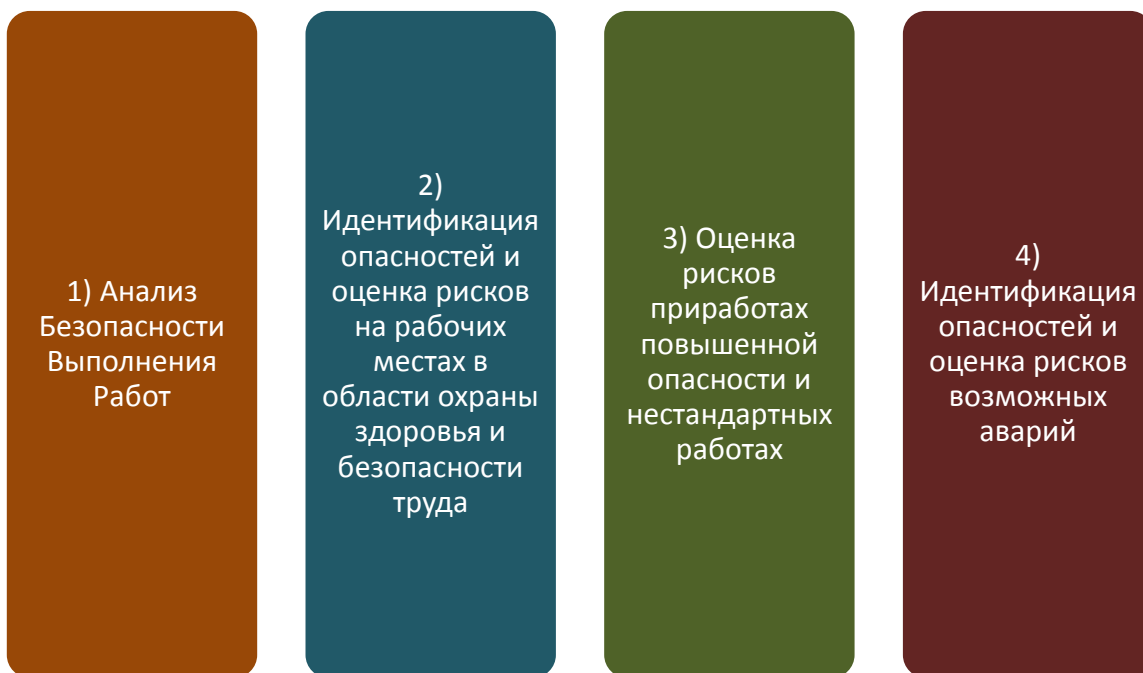 1) Анализ
Безопасности
Выполнения
Работ
2)
Идентификация
опасностей и
оценка рисков
на рабочих
местах в
области охраны
здоровья и
безопасности
труда
3) Оценка
рисков
приработах
повышенной
опасности и
нестандартных
работах
4)
Идентификация
опасностей и
оценка рисков
возможных
аварий